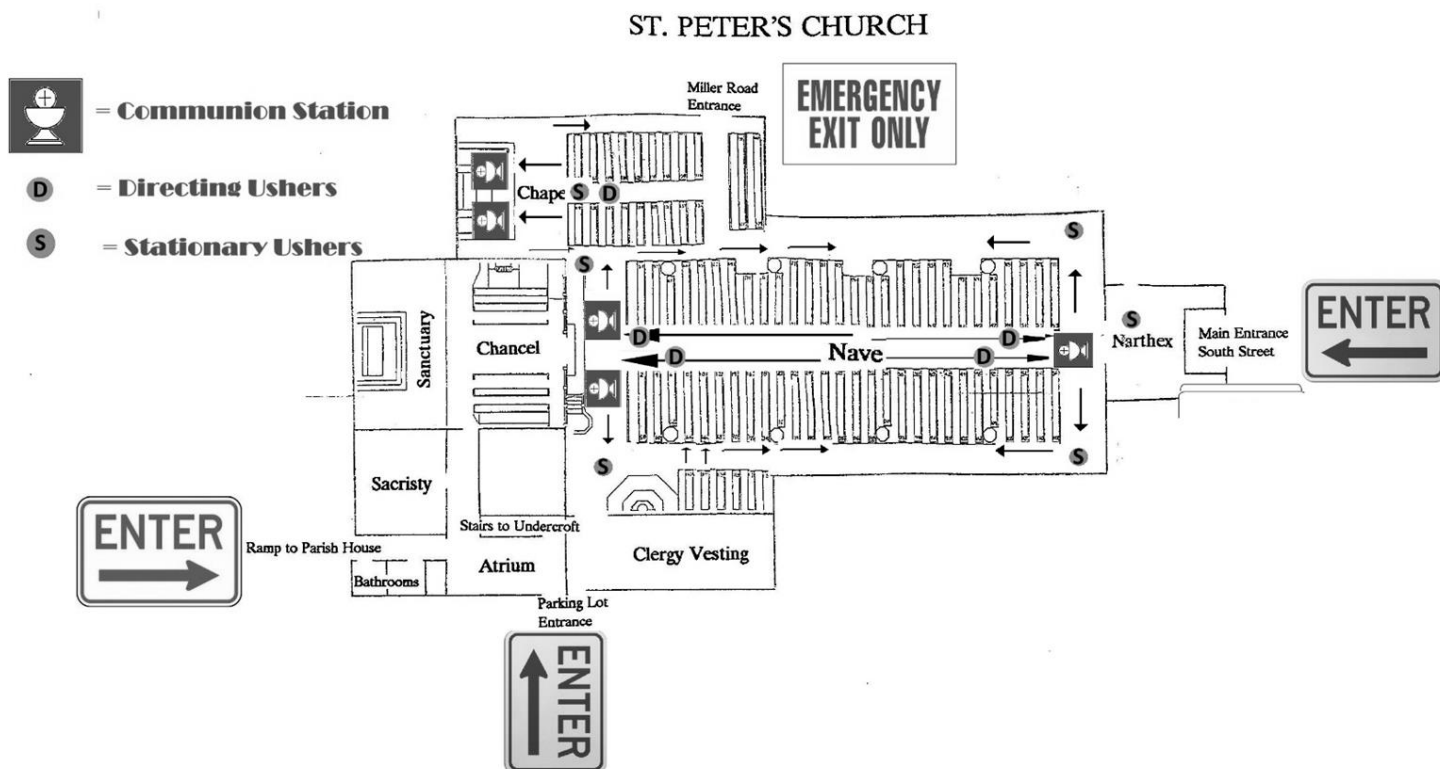 ST. PETER'S CHURCH
= Communion Station
D = Directing Ushers
S = Stationary Ushers
Miller Road
Entrance
EMERGENCY
EXIT ONLY
Chape
S
D
S
S
Sanctuary
Chancel
D
D
Nave
D
D
S
Narthex
Main Entrance
South Street
ENTER
S
S
Sacristy
Stairs to Undercroft
Clergy Vesting
ENTER
Ramp to Parish House
Atrium
Bathrooms
Parking Lot
Entrance
ENTER